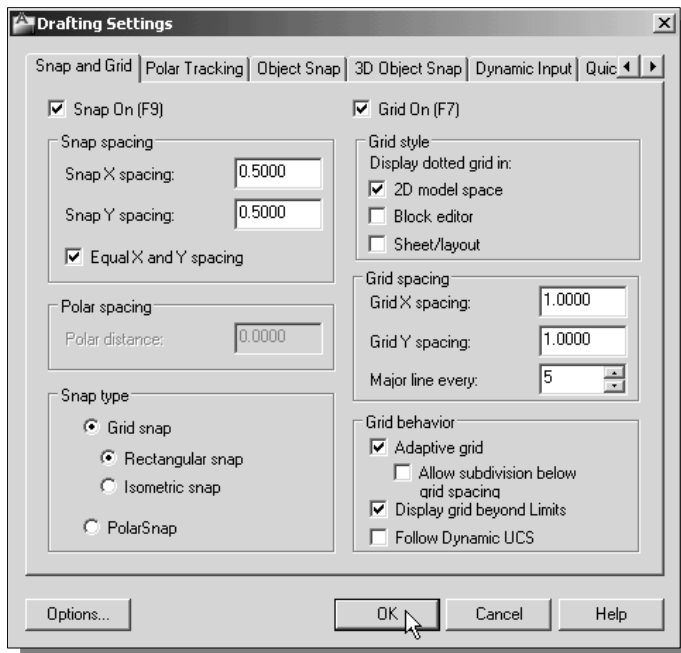 Drafting Settings
Snap and Grid
Polar Tracking
Object Snap
3D Object Snap
Dynamic Input
Quic
Snap On (F9)
Snap spacing
Snap X spacing: 0.5000
Snap Y spacing: 0.5000
Equal X and Y spacing
Polar spacing
Polar distance: 0.0000
Snap type
Grid snap
Rectangular snap
Isometric snap
PolarSnap
Grid On (F7)
Grid style
Display dotted grid in:
2D model space
Block editor
Sheet/layout
Grid spacing
Grid X spacing: 1.0000
Grid Y spacing: 1.0000
Major line every: 5
Grid behavior
Adaptive grid
Allow subdivision below
grid spacing
Display grid beyond Limits
Follow Dynamic UCS
Options...
OK
Cancel
Help